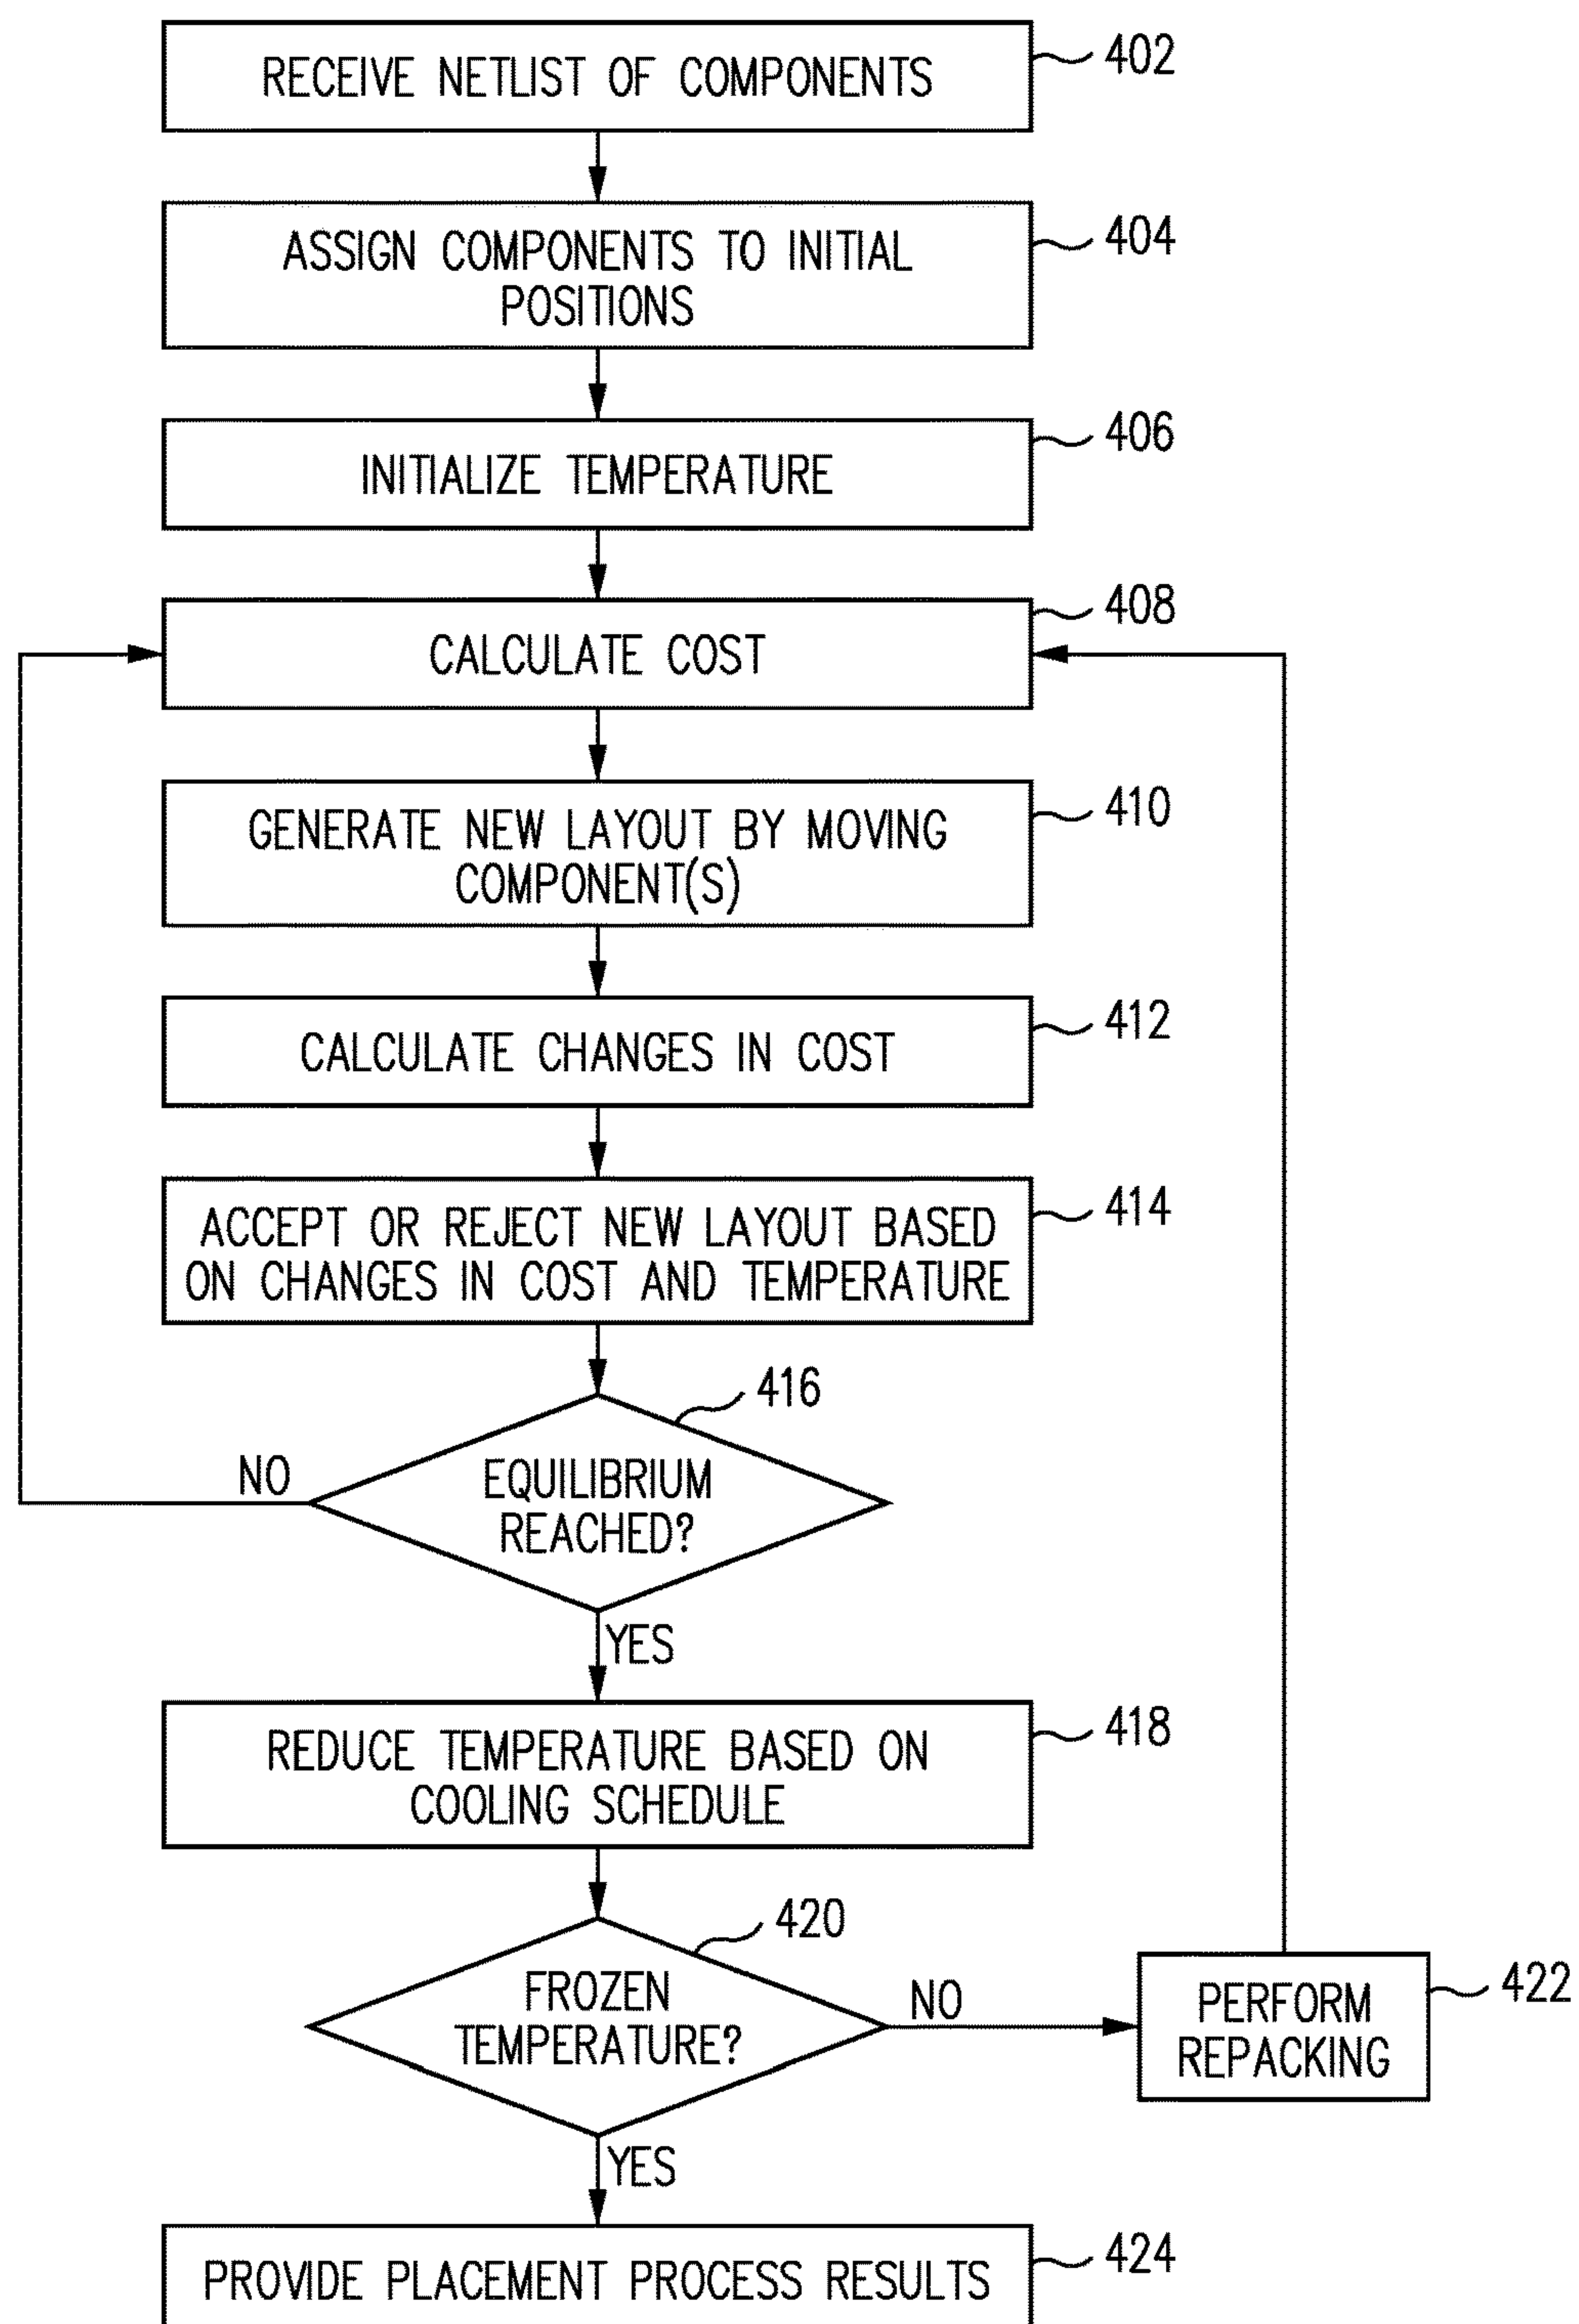 RECEIVE NETLIST OF COMPONENTS
402
ASSIGN COMPONENTS TO INITIAL
POSITIONS
404
INITIALIZE TEMPERATURE
406
CALCULATE COST
408
GENERATE NEW LAYOUT BY MOVING
COMPONENT(S)
410
CALCULATE CHANGES IN COST
412
ACCEPT OR REJECT NEW LAYOUT BASED
ON CHANGES IN COST AND TEMPERATURE
414
416
EQUILIBRIUM
REACHED?
NO
YES
REDUCE TEMPERATURE BASED ON
COOLING SCHEDULE
418
420
FROZEN
TEMPERATURE?
NO
PERFORM
REPACKING
422
YES
PROVIDE PLACEMENT PROCESS RESULTS
424